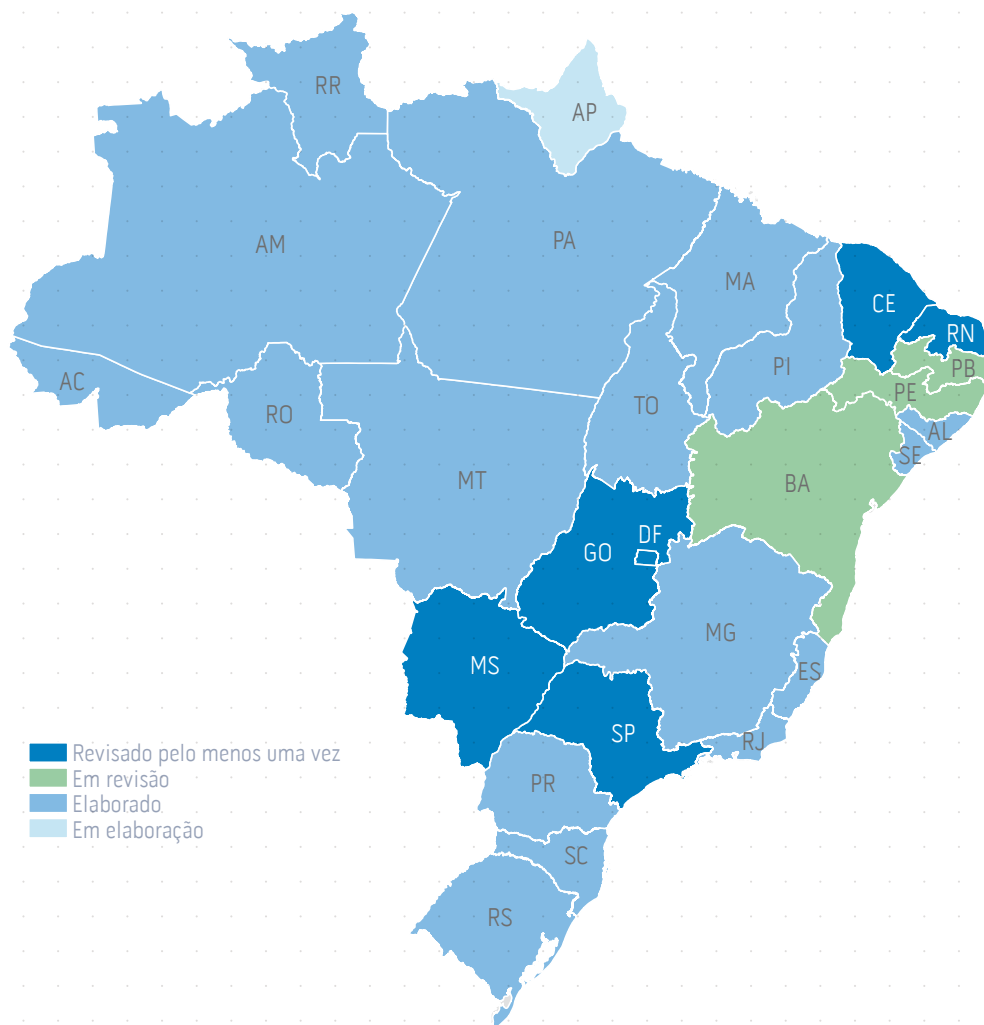 RR
AP
AM
PA
MA
CE
RN
PI
PB
AC
PE
RO
TO
AL
SE
MT
BA
DF
GO
MG
MS
ES
SP
RJ
Revisado pelo menos uma vez
Em revisão
PR
Elaborado
Em elaboração
SC
RS